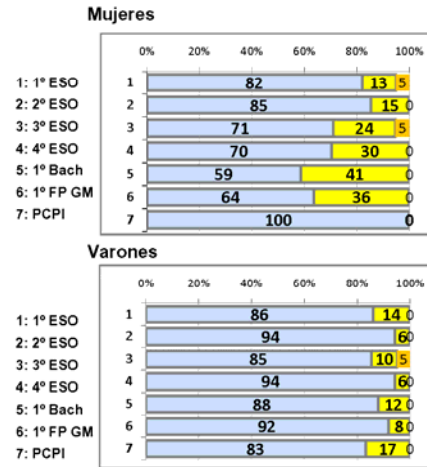 Mujeres
0% 20% 40% 60% 80% 100%
1: 1º ESO 1 82 13 5
2: 2º ESO 2 85 15 0
3: 3º ESO 3 71 24 5
4: 4º ESO 4 70 30 0
5: 1º Bach 5 59 41 0
6: 1º FP GM 6 64 36 0
7: PCPI 7 100 0
Varones
0% 20% 40% 60% 80% 100%
1: 1º ESO 1 86 14 0
2: 2º ESO 2 94 6 0
3: 3º ESO 3 85 10 5
4: 4º ESO 4 94 6 0
5: 1º Bach 5 88 12 0
6: 1º FP GM 6 92 8 0
7: PCPI 7 83 17 0